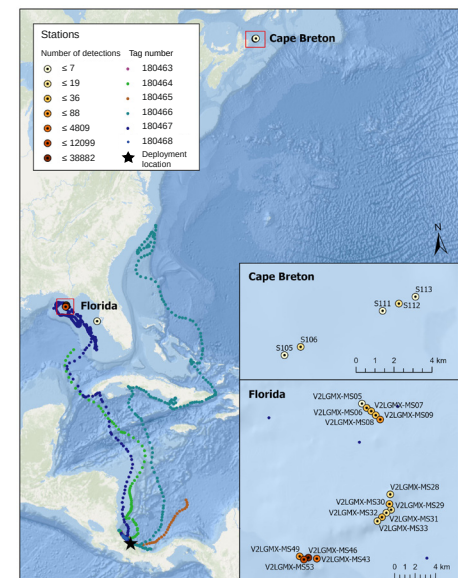 Stations
Number of detections
≤ 7
≤ 19
≤ 36
≤ 88
≤ 4809
≤ 12099
≤ 38882
Tag number
180463
180464
180465
180466
180467
180468
Deployment
location
Cape Breton
Florida
N
Cape Breton
S113
S111
S112
S106
S105
0 1 2 4 km
Florida
V2LGMX-MS05
V2LGMX-MS07
V2LGMX-MS06
V2LGMX-MS09
V2LGMX-MS08
V2LGMX-MS28
V2LGMX-MS30
V2LGMX-MS29
V2LGMX-MS32
V2LGMX-MS31
V2LGMX-MS33
V2LGMX-MS49
V2LGMX-MS46
V2LGMX-MS43
V2LGMX-MS53
0 1 2 4 km